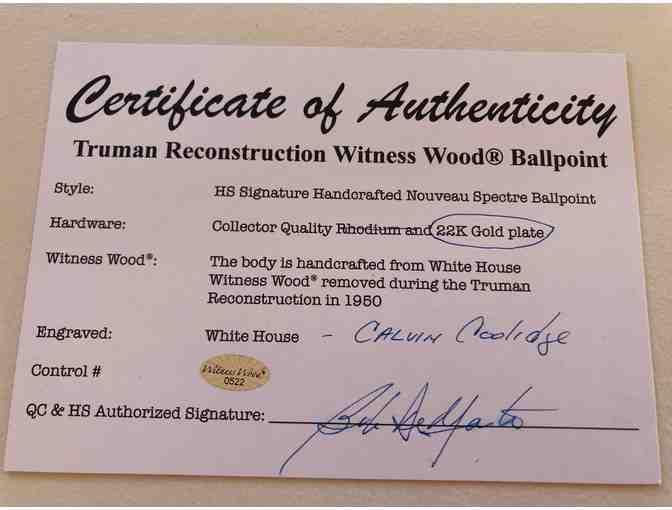 Certificate of Authenticity
Truman Reconstruction Witness Wood® Ballpoint
Style: HS Signature Handcrafted Nouveau Spectre Ballpoint
Hardware: Collector Quality Rhodium and 22K Gold plate
Witness Wood®: The body is handcrafted from White House
Witness Wood® removed during the Truman
Reconstruction in 1950
Engraved: White House - CALVIN Coolidge
Control # Witness Wood®
0522
QC & HS Authorized Signature: